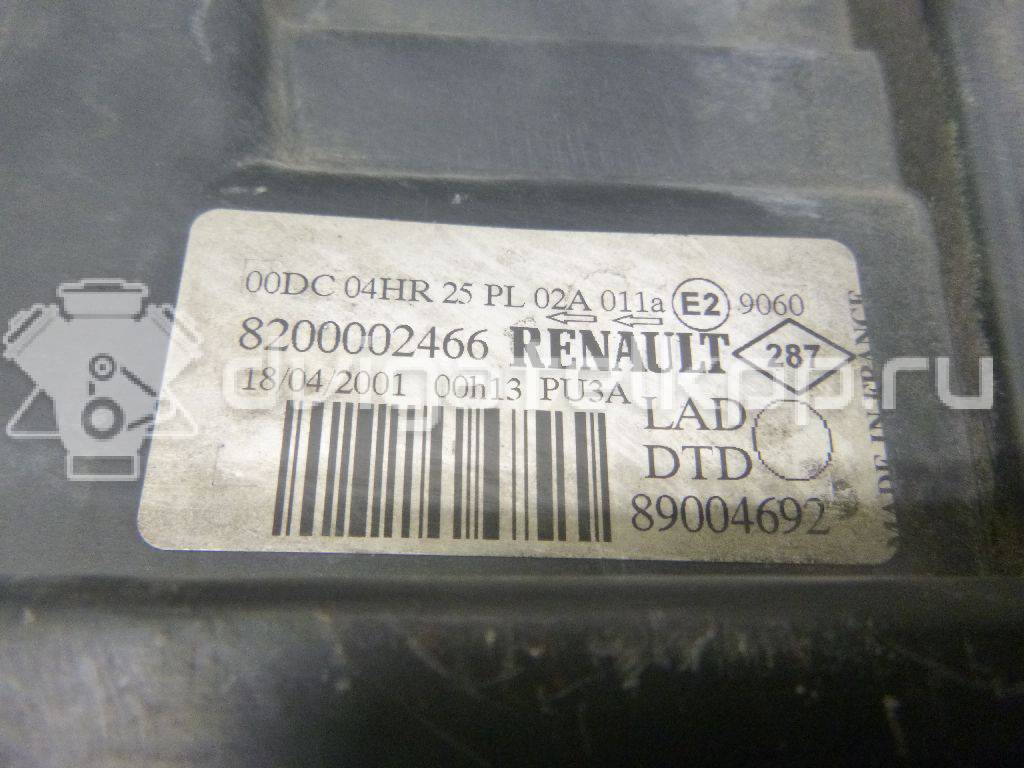 00DC 04HR 25 PL 02A 011a E2 9060
8200002466 RENAULT 287
18/04/2001 00h13 PU3A
LAD
DTD
89004692
MADE IN FRANCE